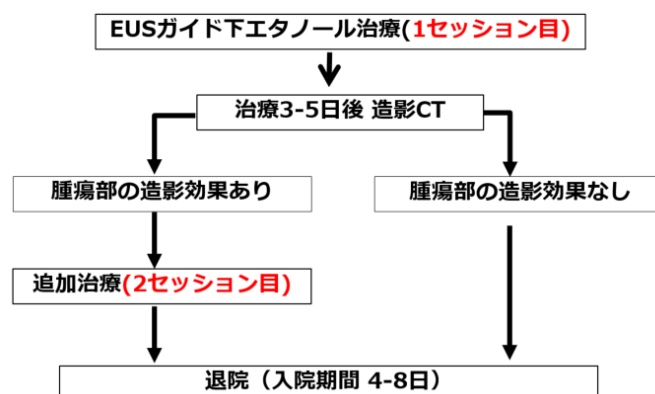 EUSガイド下エタノール治療(1セッション目)
治療3-5日後 造影CT
腫瘍部の造影効果あり
腫瘍部の造影効果なし
追加治療(2セッション目)
退院（入院期間 4-8日）